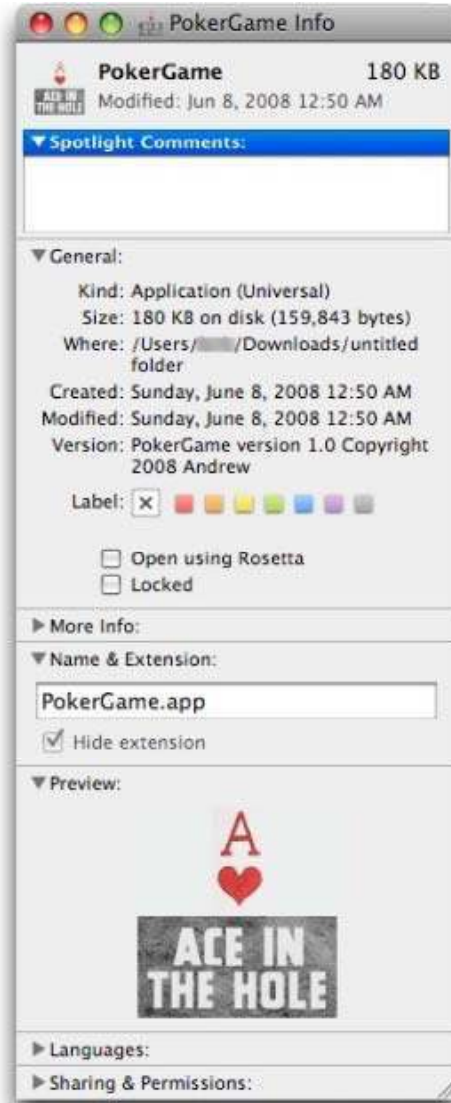 PokerGame Info
PokerGame 180 KB
Modified: Jun 8, 2008 12:50 AM
ACE IN
THE HOLE
Spotlight Comments:
General:
Kind: Application (Universal)
Size: 180 KB on disk (159,843 bytes)
Where: /Users/ /Downloads/untitled
folder
Created: Sunday, June 8, 2008 12:50 AM
Modified: Sunday, June 8, 2008 12:50 AM
Version: PokerGame version 1.0 Copyright
2008 Andrew
Label:
Open using Rosetta
Locked
More Info:
Name & Extension:
PokerGame.app
Hide extension
Preview:
A
ACE IN
THE HOLE
Languages:
Sharing & Permissions: